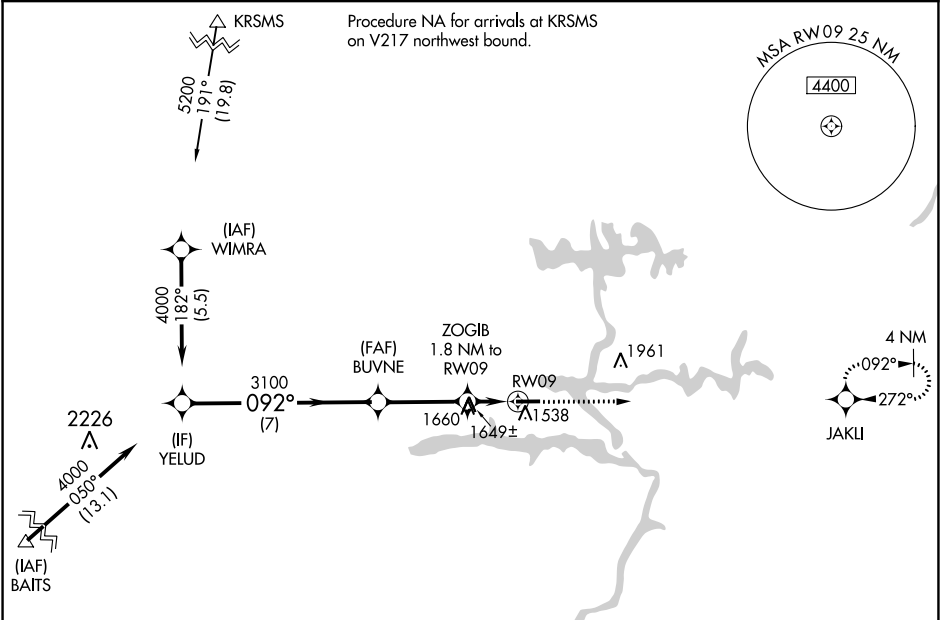 KRSMS
Procedure NA for arrivals at KRSMS
on V217 northwest bound.
MSA RW09 25 NM
4400
5200
191°
(19.8)
(IAF)
WIMRA
4000
182°
(5.5)
ZOGIB
1.8 NM to
RW09
(FAF)
BUVNE
1961
4 NM
092°
272°
JAKLI
3100
092°
(7)
RW09
1660
1649±
1538
2226
(IF)
YELUD
4000
050°
(13.1)
(IAF)
BAITS